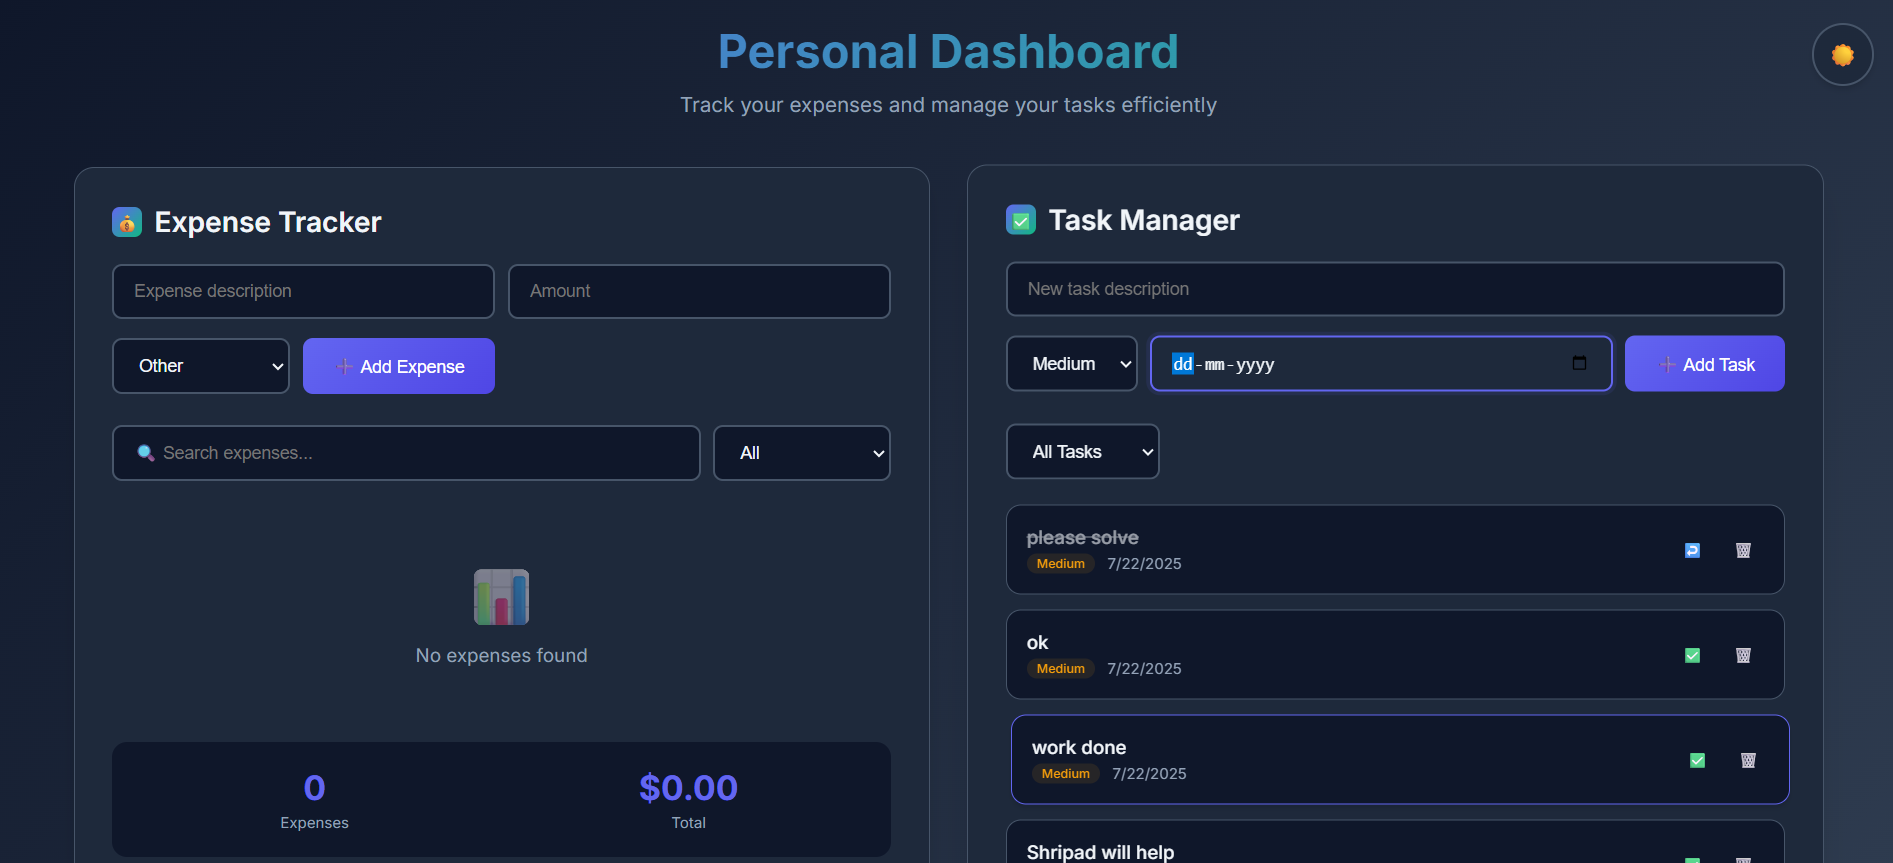 Personal Dashboard
Track your expenses and manage your tasks efficiently
Expense Tracker
Expense description
Amount
Other
Add Expense
Search expenses...
All
No expenses found
0
$0.00
Expenses
Total
Task Manager
New task description
Medium
dd-mm-yyyy
Add Task
All Tasks
please solve
Medium 7/22/2025
ok
Medium 7/22/2025
work done
Medium 7/22/2025
Shripad will help